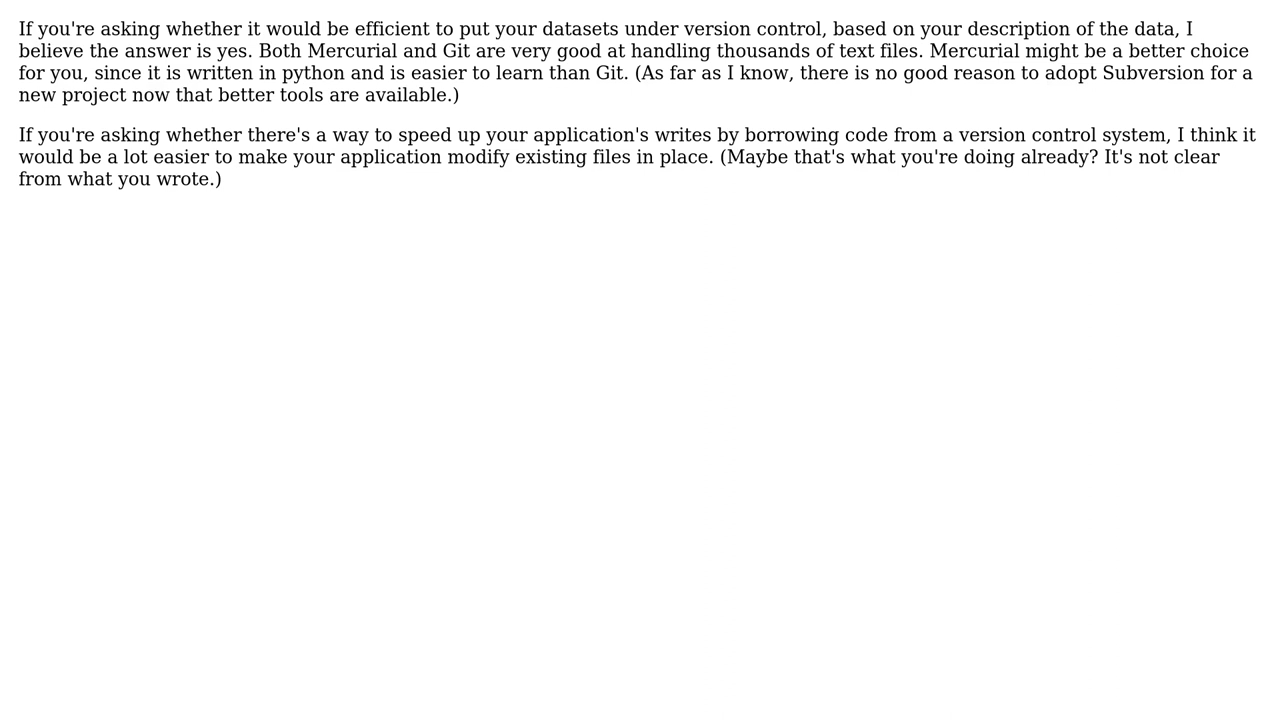 If you're asking whether it would be efficient to put your datasets under version control, based on your description of the data, I
believe the answer is yes. Both Mercurial and Git are very good at handling thousands of text files. Mercurial might be a better choice
for you, since it is written in python and is easier to learn than Git. (As far as I know, there is no good reason to adopt Subversion for a
new project now that better tools are available.)
If you're asking whether there's a way to speed up your application's writes by borrowing code from a version control system, I think it
would be a lot easier to make your application modify existing files in place. (Maybe that's what you're doing already? It's not clear
from what you wrote.)